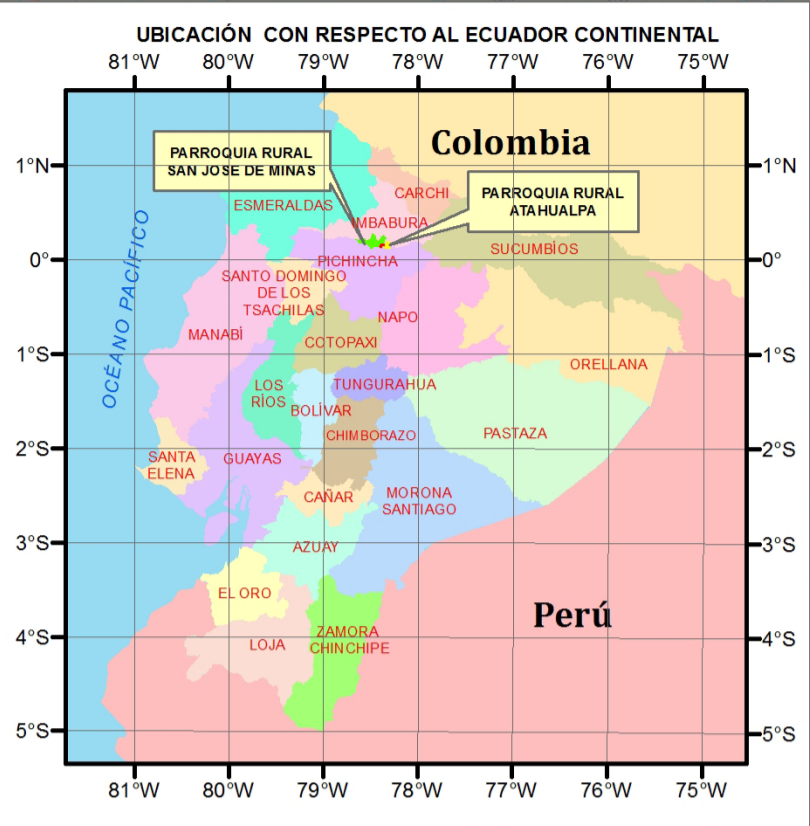 UBICACIÓN CON RESPECTO AL ECUADOR CONTINENTAL
81°W 80°W 79°W 78°W 77°W 76°W 75°W
Colombia
PARROQUIA RURAL
SAN JOSE DE MINAS
1°N
1°N
CARCHI
PARROQUIA RURAL
ATAHUALPA
ESMERALDAS
IMBABURA
OCÉANO PACÍFICO
SUCUMBÍOS
0°
0°
PICHINCHA
SANTO DOMINGO
DE LOS
TSACHILAS
NAPO
MANABÍ
COTOPAXI
1°S
1°S
ORELLANA
LOS
RÍOS
TUNGURAHUA
BOLÍVAR
CHIMBORAZO
PASTAZA
2°S
2°S
SANTA
ELENA
GUAYAS
CAÑAR
MORONA
SANTIAGO
3°S
3°S
AZUAY
EL ORO
Perú
ZAMORA
CHINCHIPE
LOJA
4°S
4°S
5°S
5°S
81°W 80°W 79°W 78°W 77°W 76°W 75°W